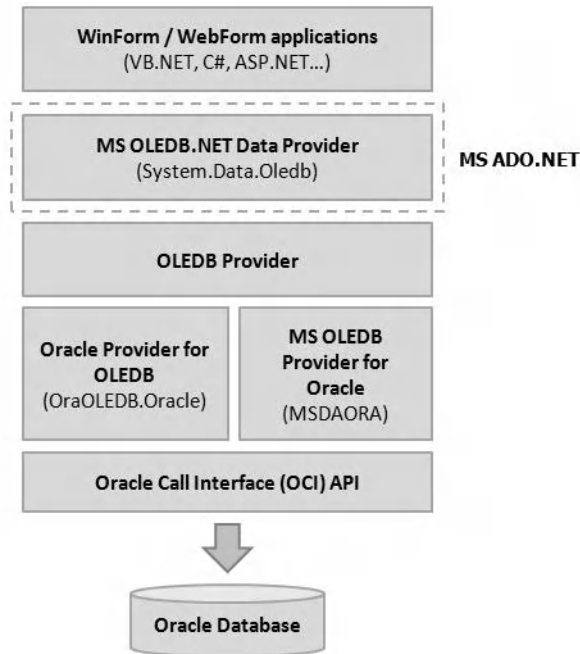 WinForm / WebForm applications
(VB.NET, C#, ASP.NET...)
MS OLEDB.NET Data Provider
(System.Data.Oledb)
MS ADO.NET
OLEDB Provider
Oracle Provider for
OLEDB
(OraOLEDB.Oracle)
MS OLEDB
Provider for
Oracle
(MSDAORA)
Oracle Call Interface (OCI) API
Oracle Database